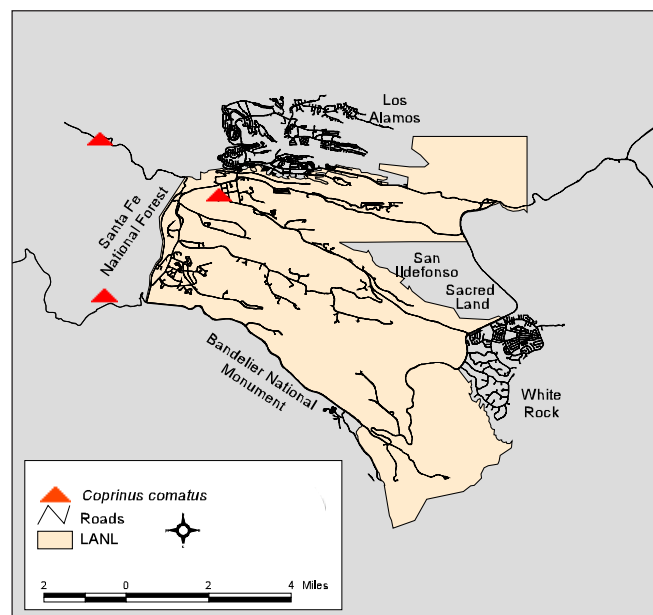 Los
Alamos
Santa Fe
National Forest
San
Ildefonso
Sacred
Land
Bandelier National
Monument
White
Rock
Coprinus comatus
Roads
LANL
2 0 2 4 Miles